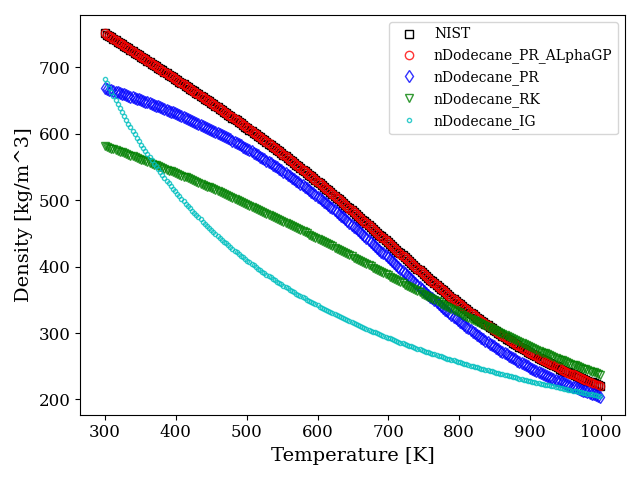 NIST
nDodecane_PR_ALphaGP
nDodecane_PR
nDodecane_RK
nDodecane_IG
Density [kg/m^3]
700
600
500
400
300
200
300 400 500 600 700 800 900 1000
Temperature [K]